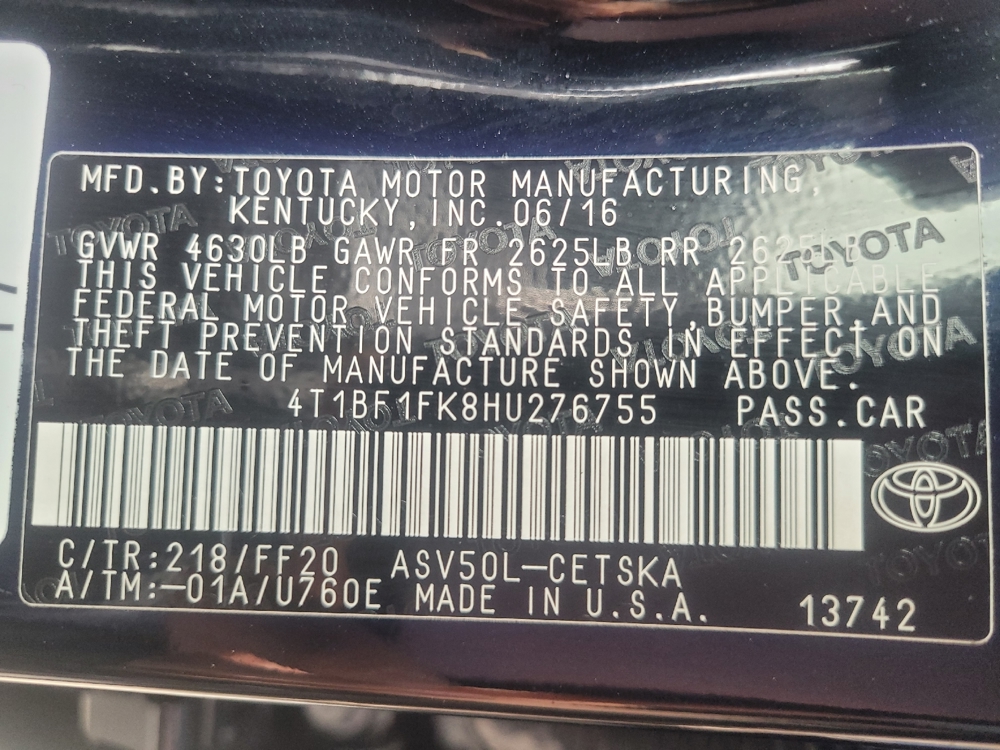 MFD.BY:TOYOTA MOTOR MANUFACTURING,
KENTUCKY, INC. 06/16
GVWR 4630LB GAWR FR 2625LB RR 2625LB
THIS VEHICLE CONFORMS TO ALL APPLICABLE
FEDERAL MOTOR VEHICLE SAFETY,BUMPER,AND
THEFT PREVENTION STANDARDS IN EFFECT ON
THE DATE OF MANUFACTURE SHOWN ABOVE.
4T1BF1FK8HU276755 PASS.CAR
C/TR:218/FF20 ASV50L-CETSKA
A/TM:-01A/U760E MADE IN U.S.A. 13742